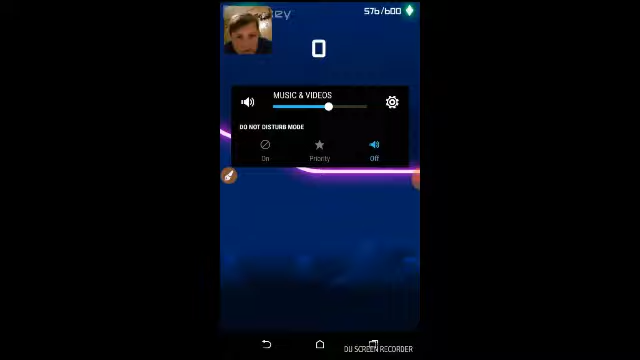 576/600
0
MUSIC & VIDEOS
DO NOT DISTURB MODE
On
Priority
Off
DU SCREEN RECORDER